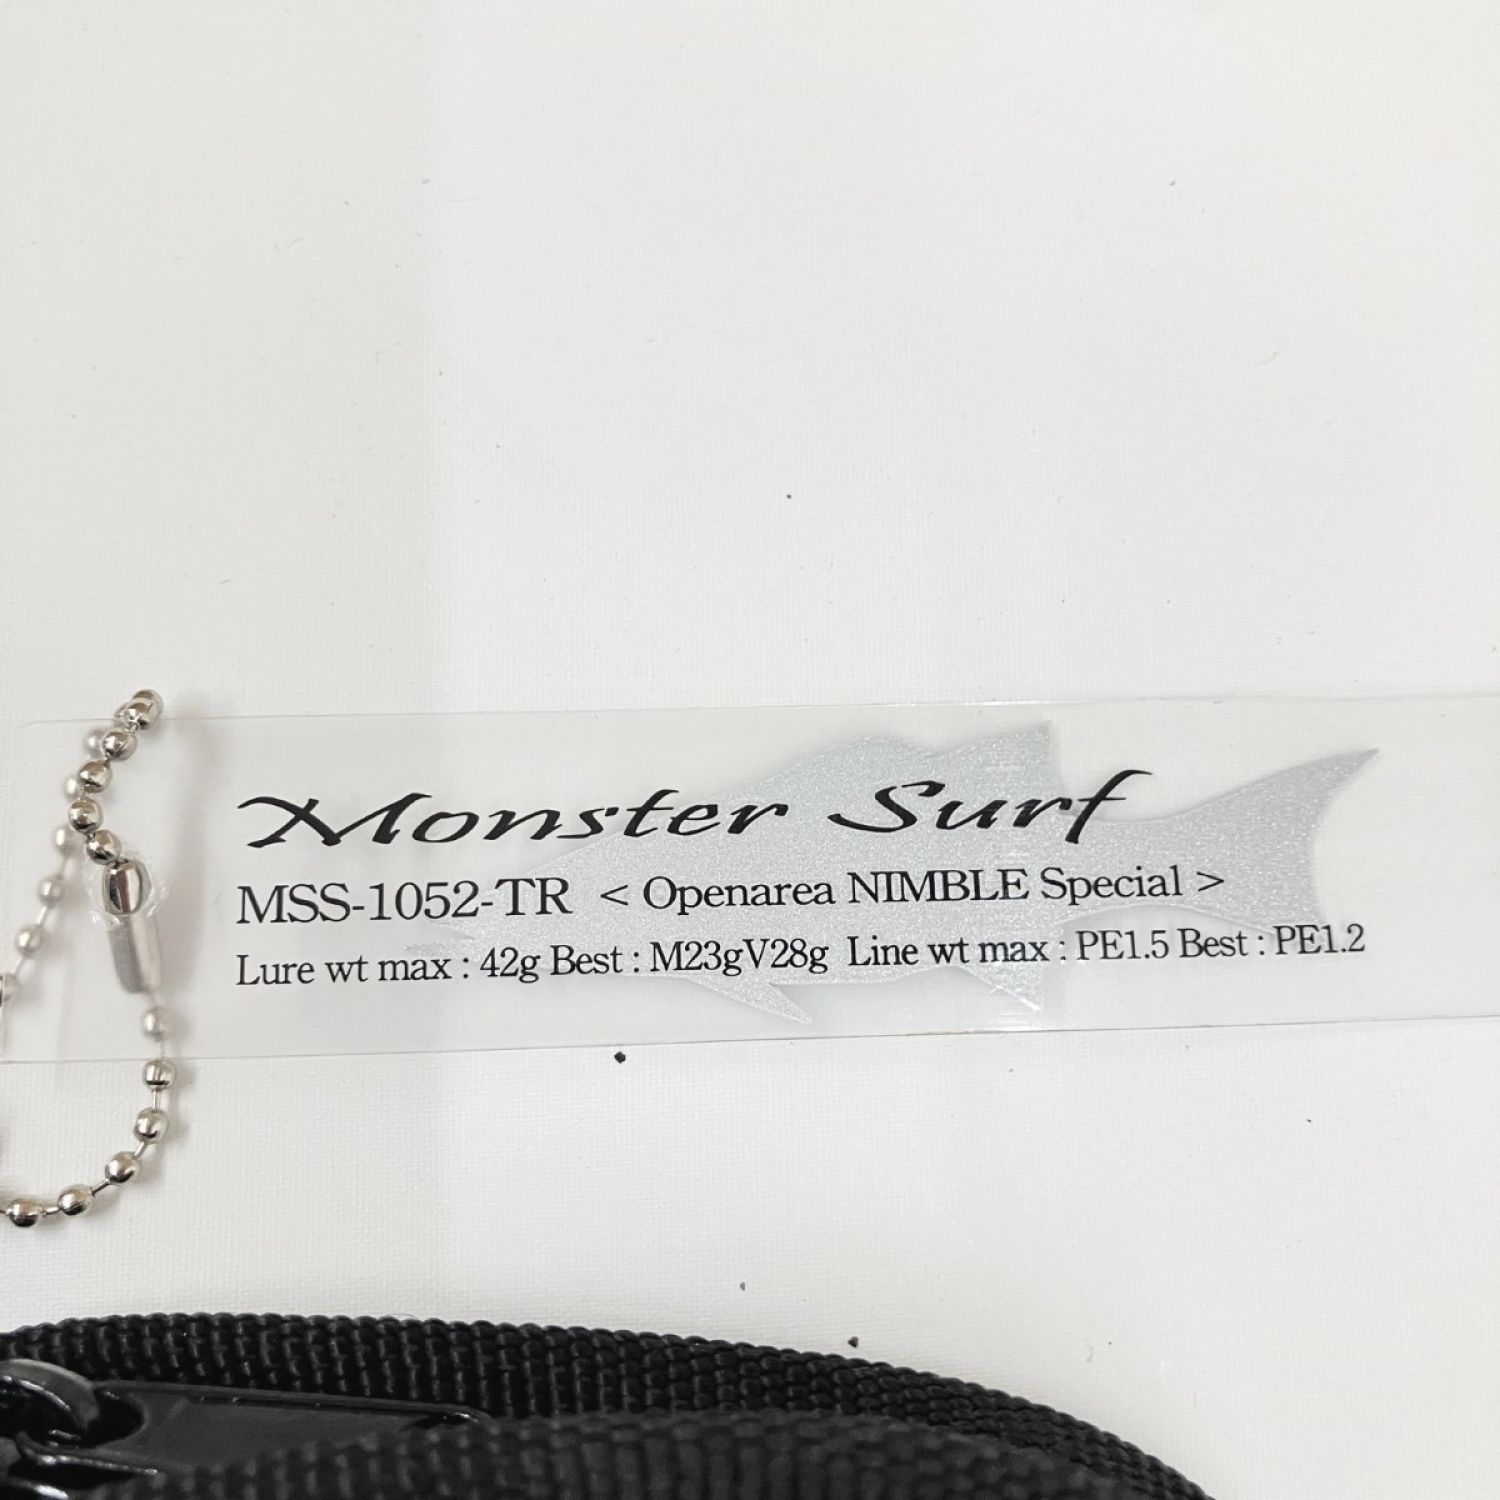 Monster Surf
MSS-1052-TR < Openarea NIMBLE Special >
Lure wt max : 42g Best : M23gV28g Line wt max : PE1.5 Best : PE1.2